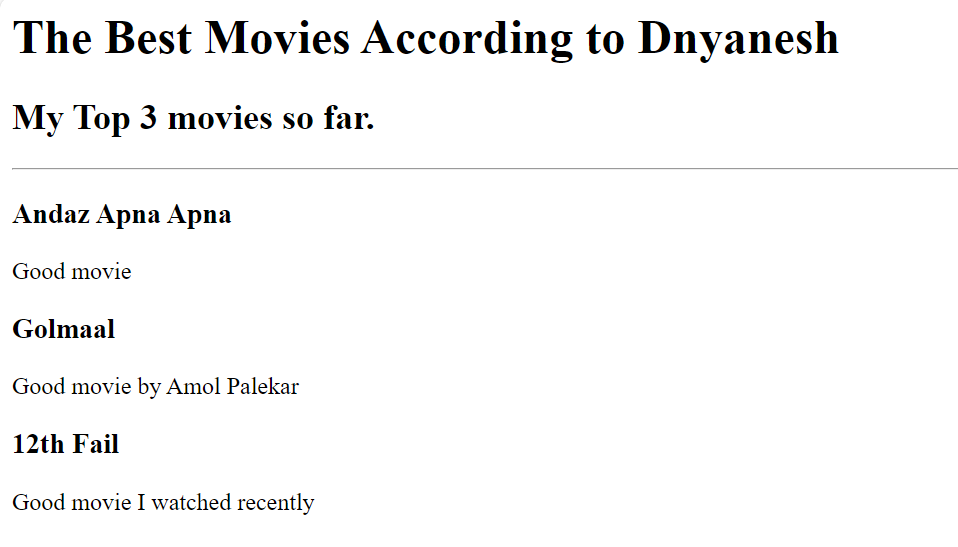 The Best Movies According to Dnyanesh
My Top 3 movies so far.
Andaz Apna Apna
Good movie
Golmaal
Good movie by Amol Palekar
12th Fail
Good movie I watched recently